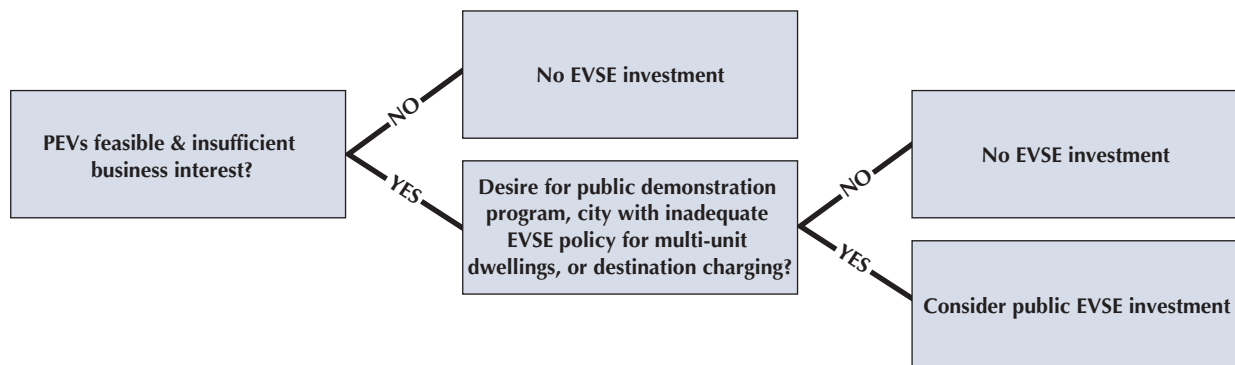 PEVs feasible & insufficient
business interest?
NO
YES
No EVSE investment
Desire for public demonstration
program, city with inadequate
EVSE policy for multi-unit
dwellings, or destination charging?
NO
YES
No EVSE investment
Consider public EVSE investment